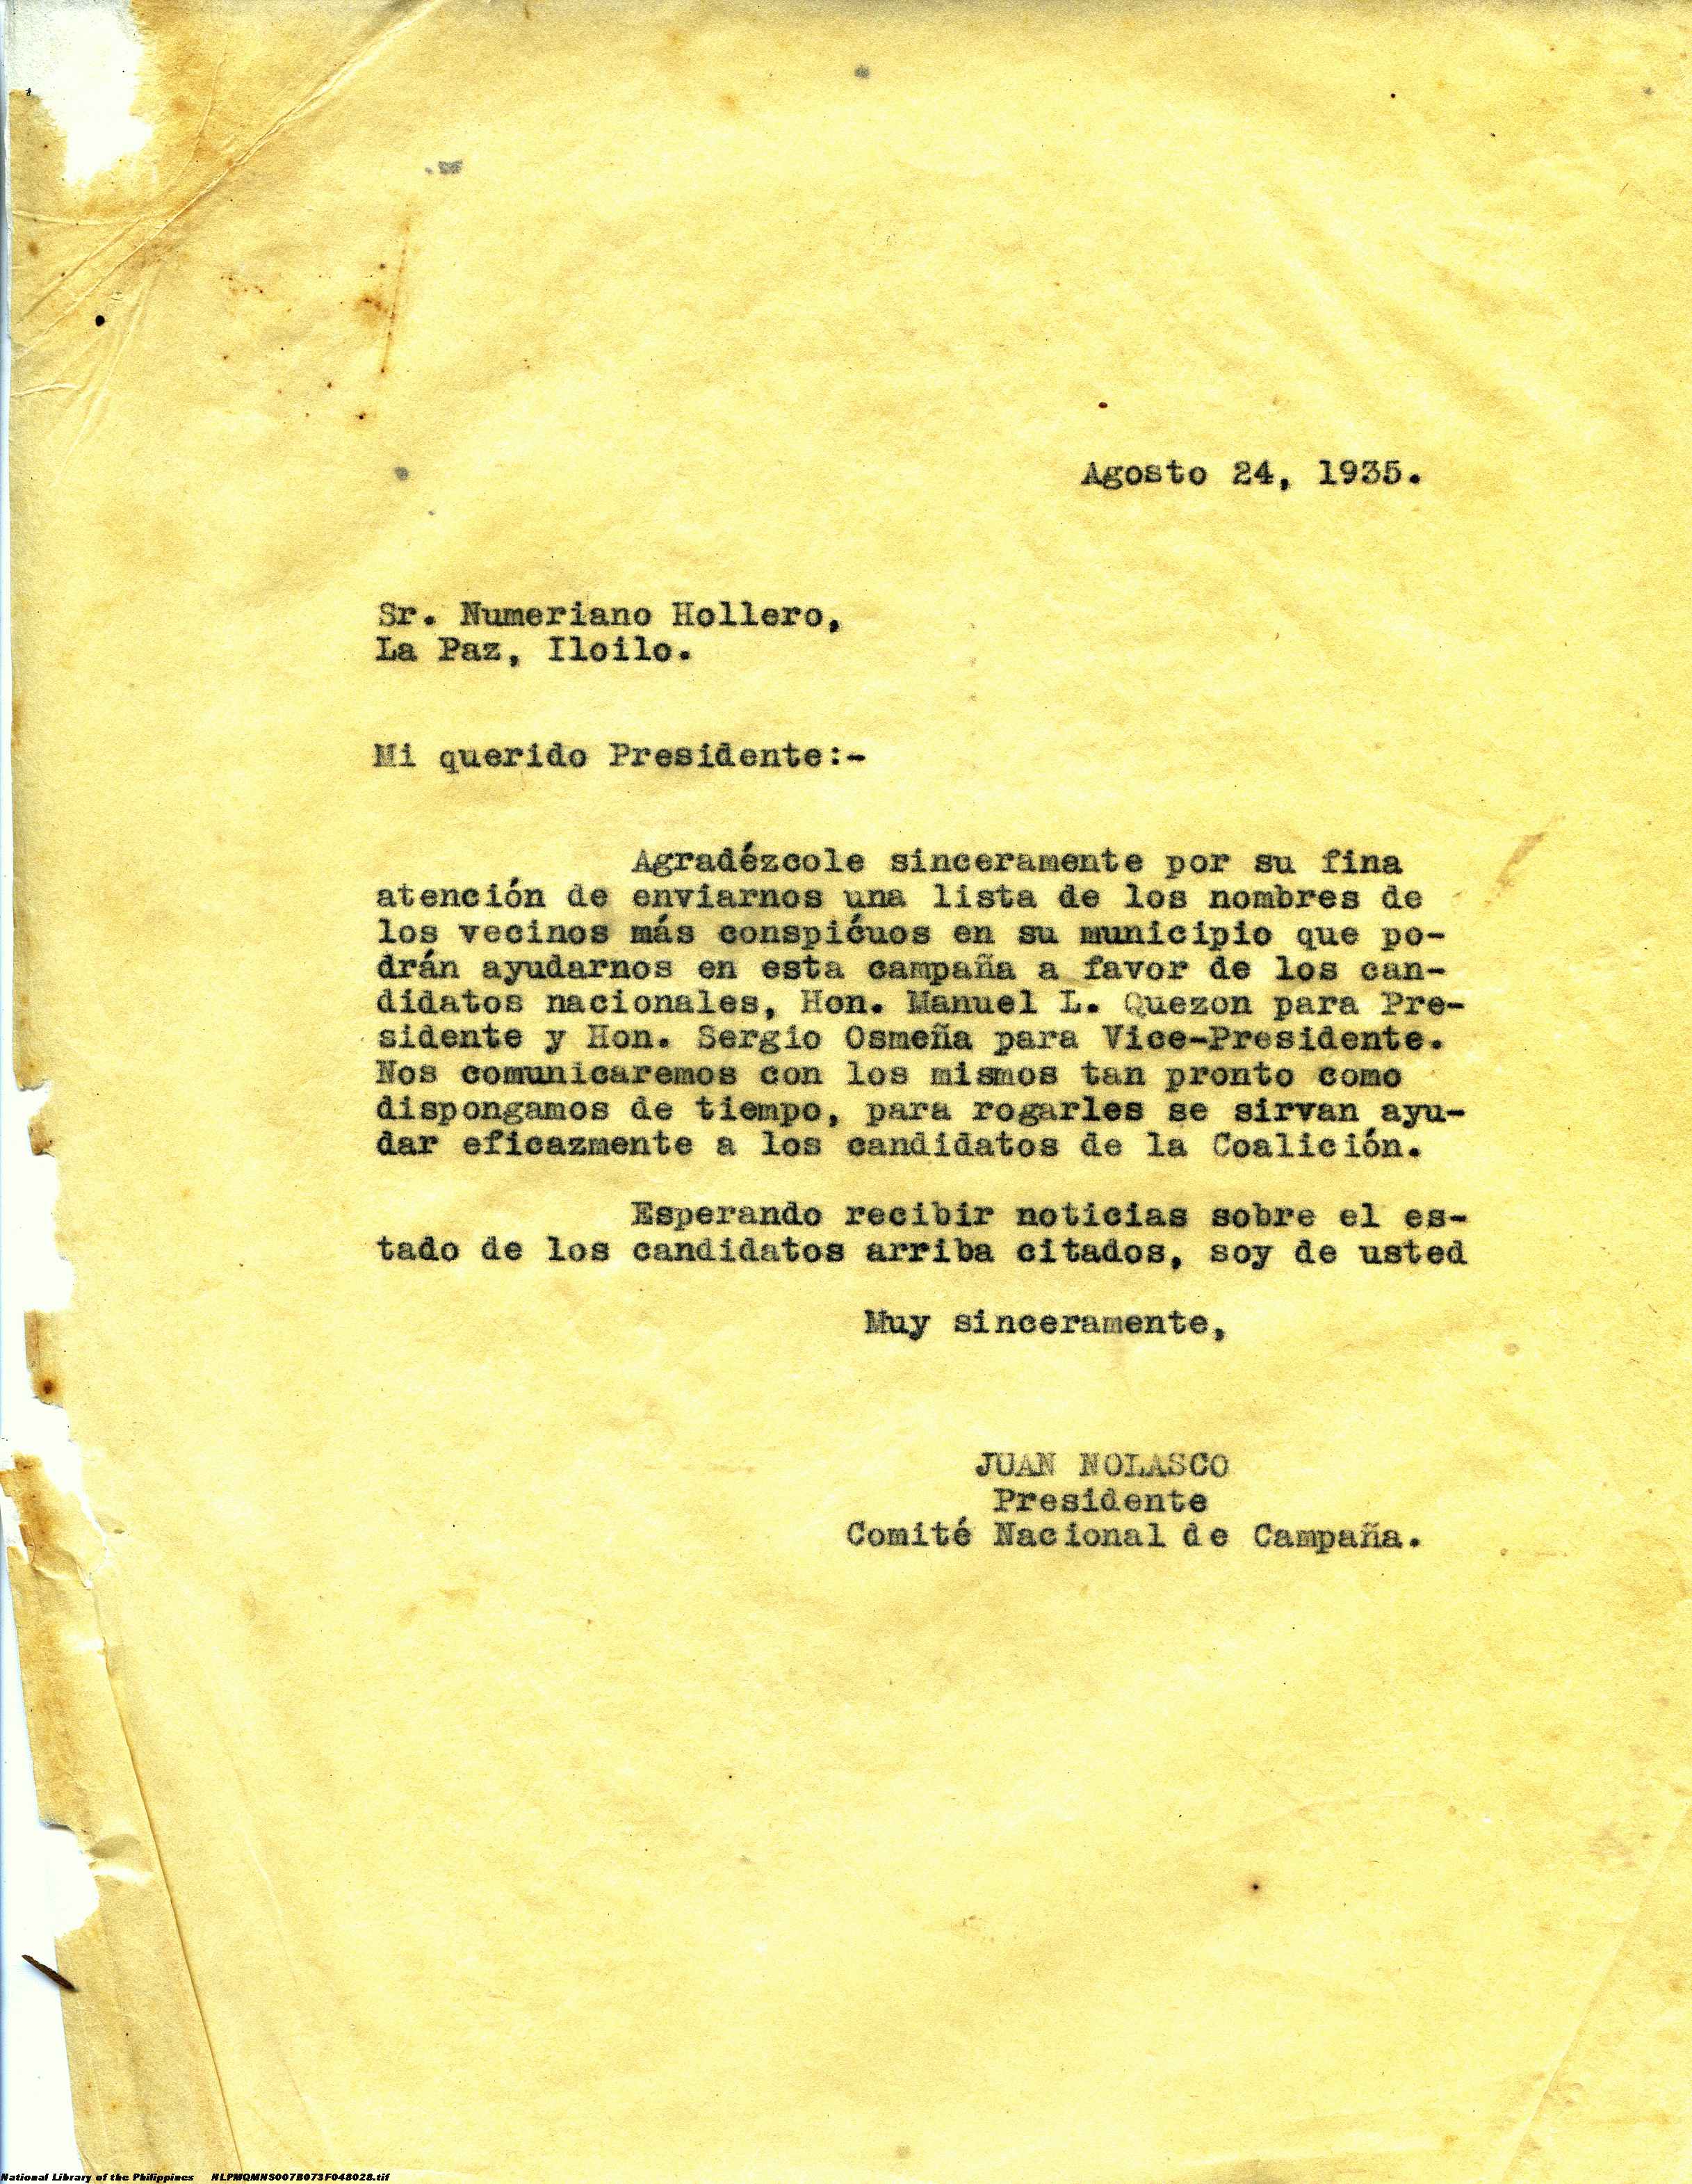 Agosto 24, 1935.
Sr. Numeriano Hollero,
La Paz, Iloilo.
Mi querido Presidente:-
Agradézcole sinceramente por su fina
atención de enviarnos una lista de los nombres de
los vecinos más conspićuos en su municipio que po-
drán ayudarnos en esta campaña a favor de los can-
didatos nacionales, Hon. Manuel L. Quezon para Pre-
sidente y Hon. Sergio Osmeña para Vice-Presidente.
Nos comunicaremos con los mismos tan pronto como
dispongamos de tiempo, para rogarles se sirvan ayu-
dar eficazmente a los candidatos de la Coalición.
Esperando recibir noticias sobre el es-
tado de los candidatos arriba citados, soy de usted
Muy sinceramente,
JUAN NOLASCO
Presidente
Comité Nacional de Campaña.
National Library of the Philippines NLPMQMNS007B073F048028.tif